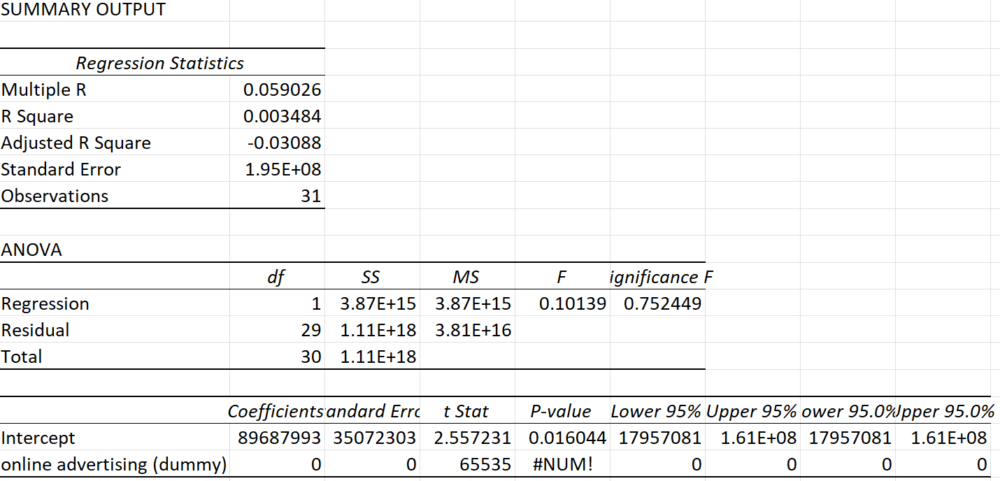 SUMMARY OUTPUT
Regression Statistics
Multiple R 0.059026
R Square 0.003484
Adjusted R Square -0.03088
Standard Error 1.95E+08
Observations 31
ANOVA
df SS MS F ignificance F
Regression 1 3.87E+15 3.87E+15 0.10139 0.752449
Residual 29 1.11E+18 3.81E+16
Total 30 1.11E+18
Coefficients andard Erro t Stat P-value Lower 95% Upper 95% ower 95.0% Upper 95.0%
Intercept 89687993 35072303 2.557231 0.016044 17957081 1.61E+08 17957081 1.61E+08
online advertising (dummy) 0 0 65535 #NUM! 0 0 0 0